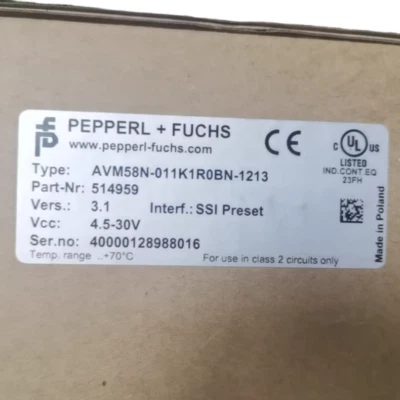 PEPPERL + FUCHS
www.pepperl-fuchs.com
CE
UL
C US
LISTED
IND.CONT.EQ
23FH
Type: AVM58N-011K1R0BN-1213
Part-Nr: 514959
Vers.: 3.1 Interf.: SSI Preset
Vcc: 4.5-30V
Ser.no: 40000128988016
Temp. range ..+70°C For use in class 2 circuits only
Made in Poland